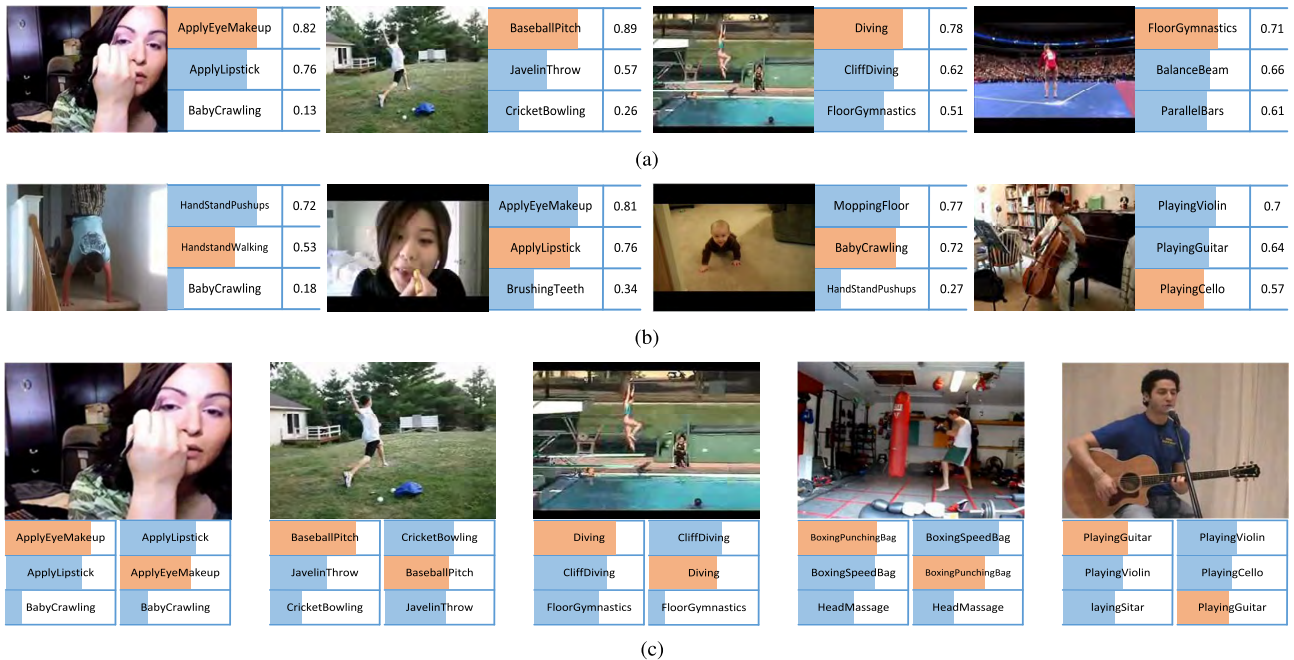 ApplyEyeMakeup 0.82
ApplyLipstick 0.76
BabyCrawling 0.13
BaseballPitch 0.89
JavelinThrow 0.57
CricketBowling 0.26
Diving 0.78
CliffDiving 0.62
FloorGymnastics 0.51
FloorGymnastics 0.71
BalanceBeam 0.66
ParallelBars 0.61
(a)
HandStandPushups 0.72
HandstandWalking 0.53
BabyCrawling 0.18
ApplyEyeMakeup 0.81
ApplyLipstick 0.76
BrushingTeeth 0.34
MoppingFloor 0.77
BabyCrawling 0.72
HandStandPushups 0.27
PlayingViolin 0.7
PlayingGuitar 0.64
PlayingCello 0.57
(b)
ApplyEyeMakeup ApplyLipstick
ApplyLipstick ApplyEyeMakeup
BabyCrawling BabyCrawling
BaseballPitch CricketBowling
JavelinThrow BaseballPitch
CricketBowling JavelinThrow
Diving CliffDiving
CliffDiving Diving
FloorGymnastics FloorGymnastics
BoxingPunchingBag BoxingSpeedBag
BoxingSpeedBag BoxingPunchingBag
HeadMassage HeadMassage
PlayingGuitar PlayingViolin
PlayingViolin PlayingCello
layingSitar PlayingGuitar
(c)